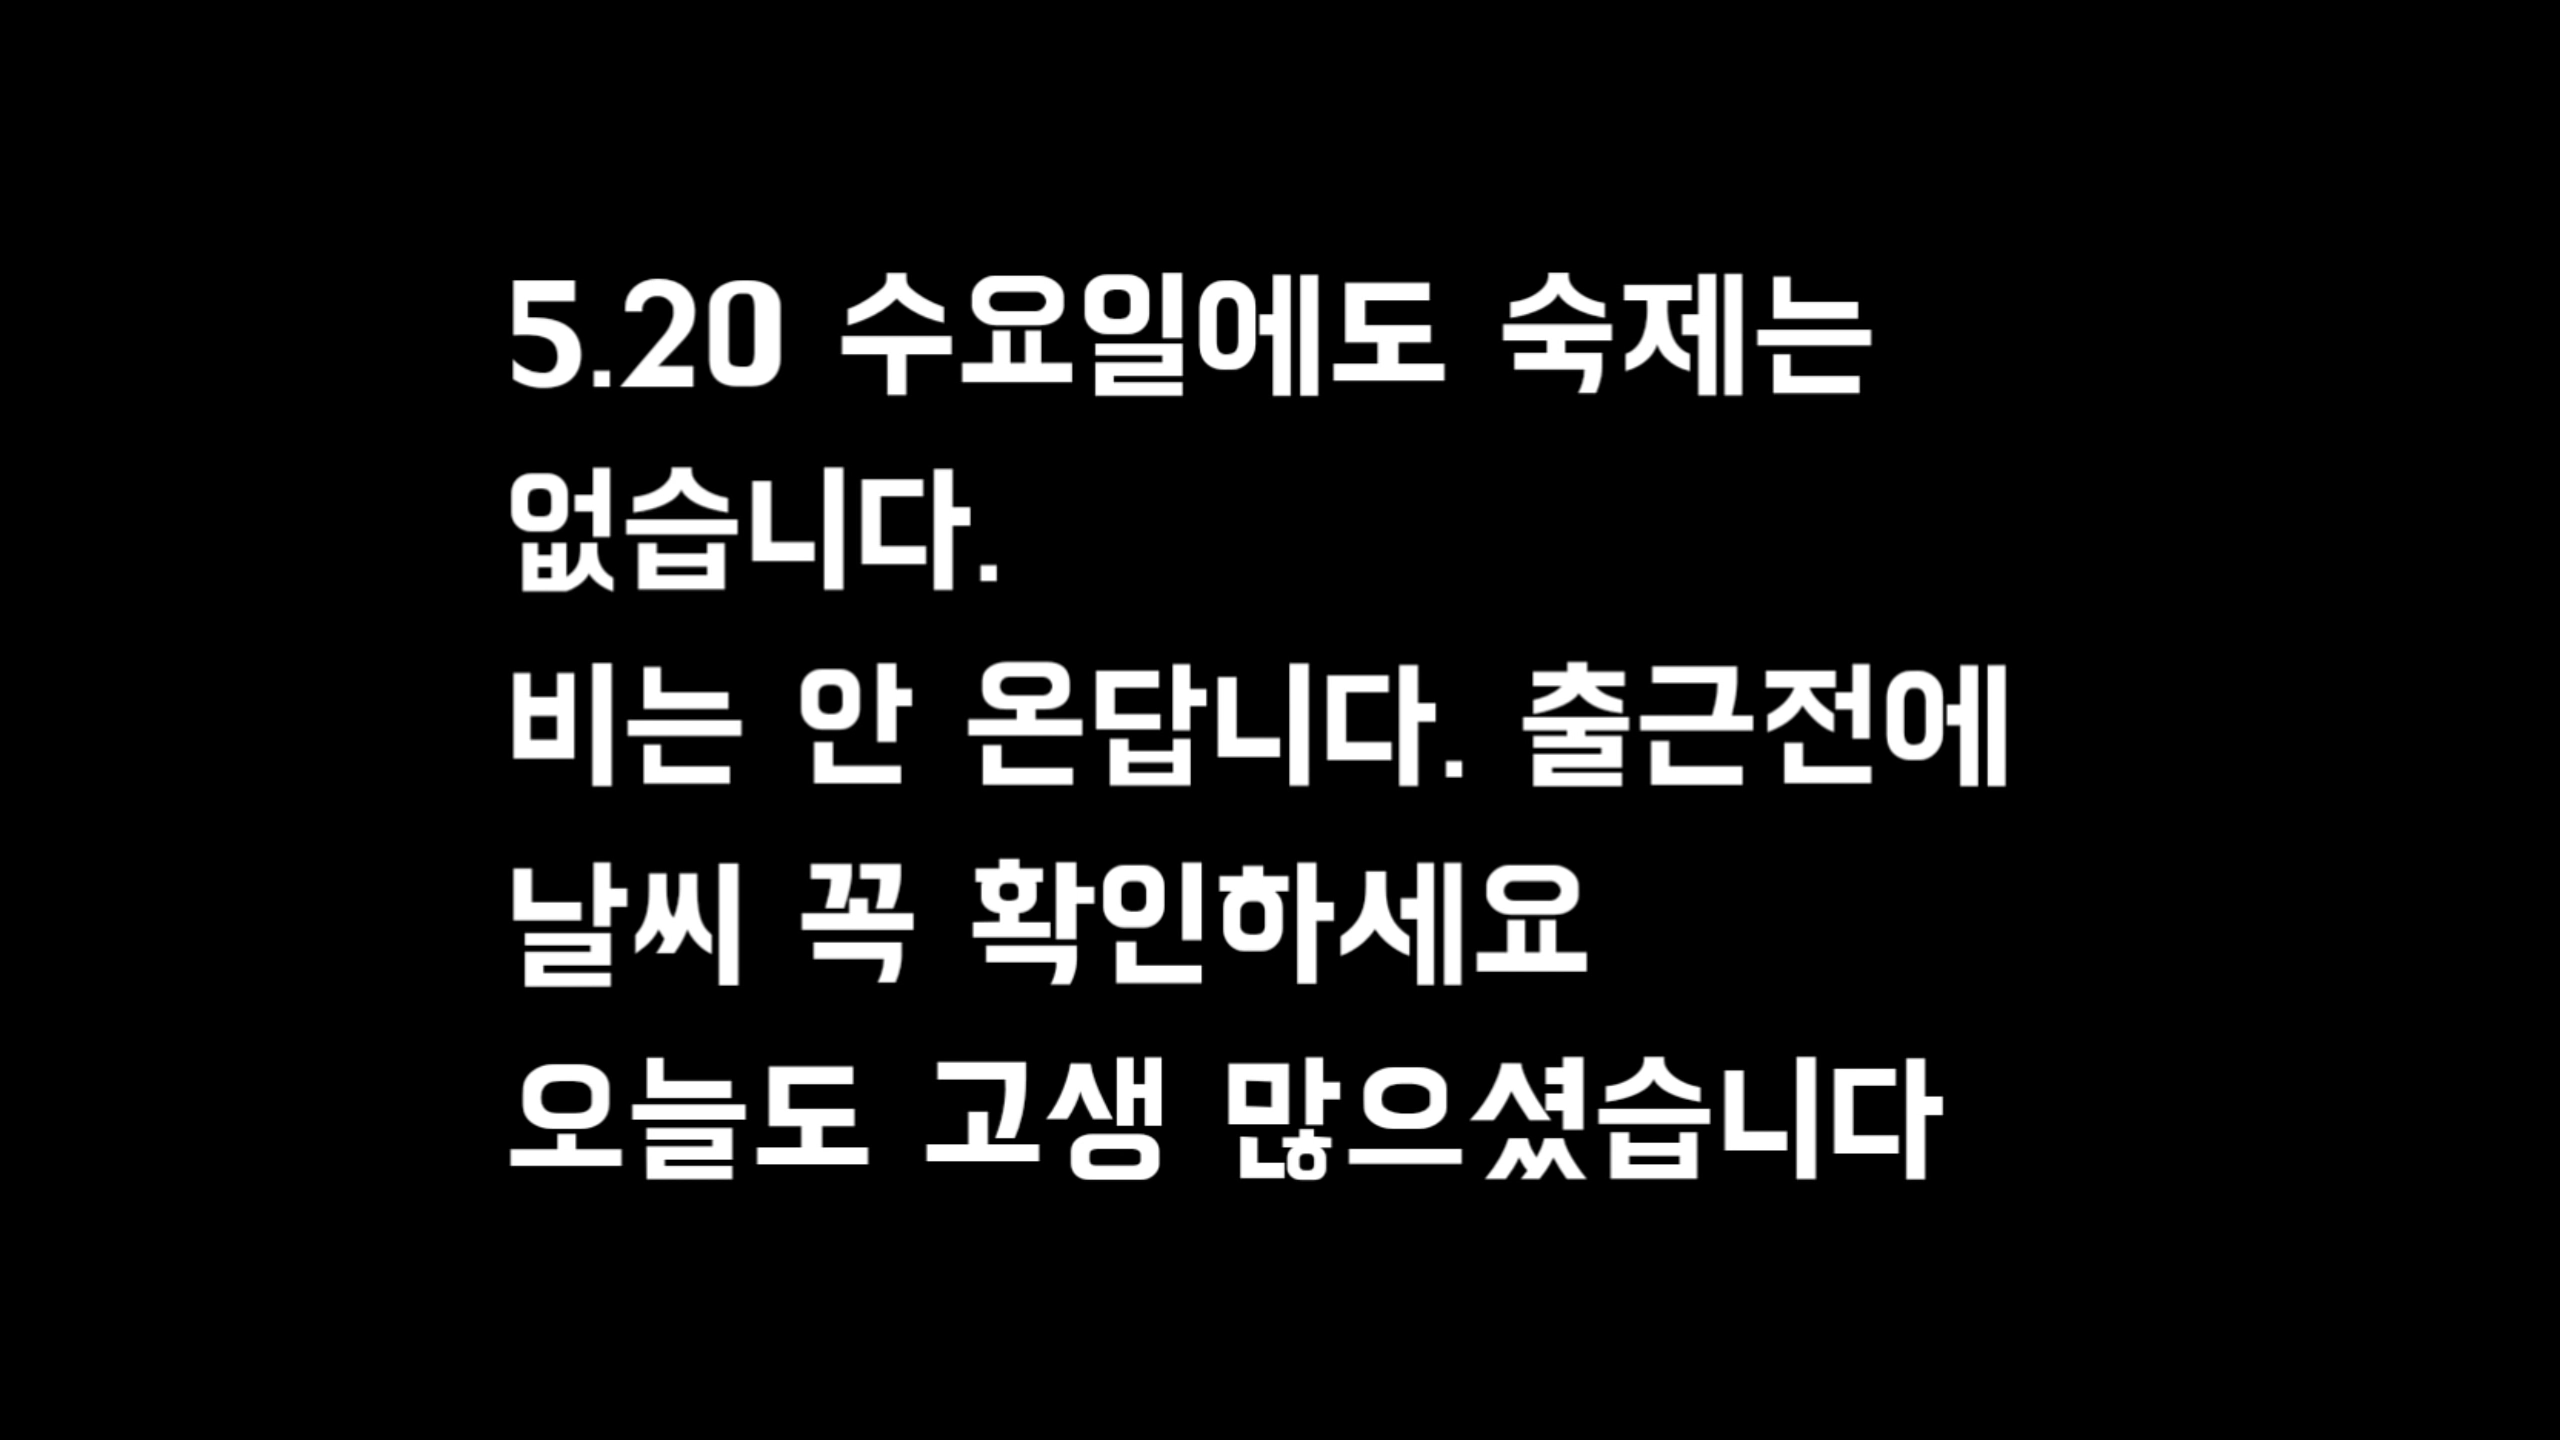 5.20 수요일에도 숙제는
없습니다.
비는 안 온답니다. 출근전에
날씨 꼭 확인하세요
오늘도 고생 많으셨습니다